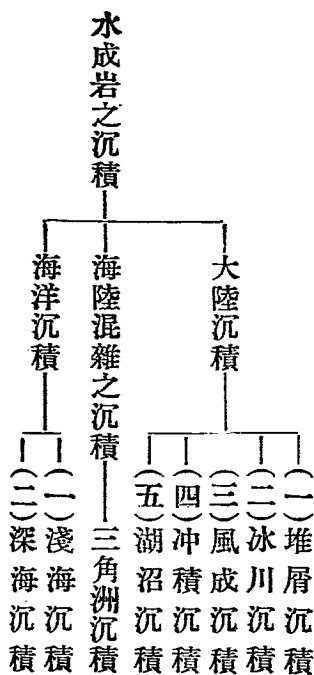 水成岩之沉積
大陸沉積
(一)堆屑沉積
(二)冰川沉積
(三)風成沉積
(四)冲積沉積
(五)湖沼沉積
海陸混雜之沉積
三角洲沉積
海洋沉積
(一)淺海沉積
(二)深海沉積